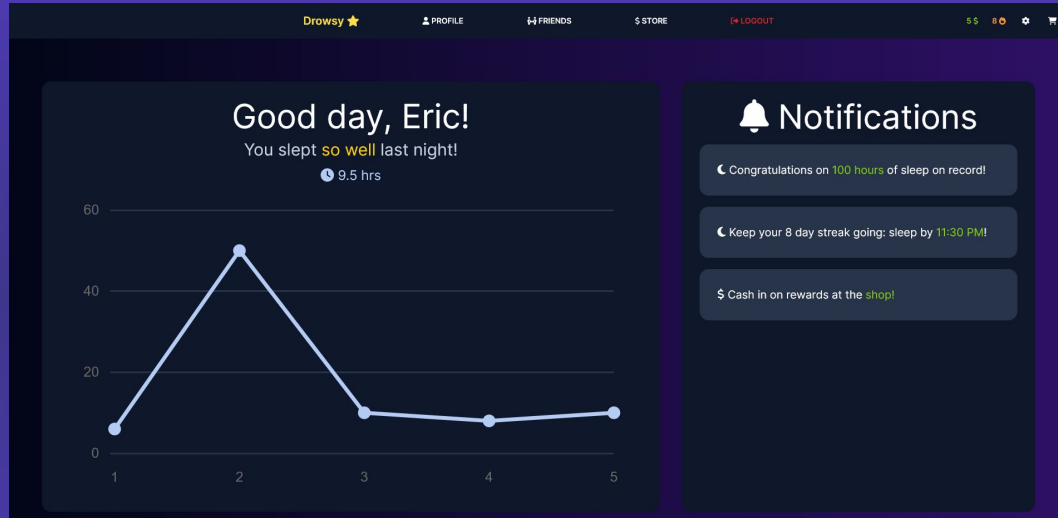 Drowsy PROFILE FRIENDS $ STORE LOGOUT 5 $ 8
Good day, Eric!
You slept so well last night!
9.5 hrs
60
40
20
0
1 2 3 4 5
Notifications
Congratulations on 100 hours of sleep on record!
Keep your 8 day streak going: sleep by 11:30 PM!
$ Cash in on rewards at the shop!